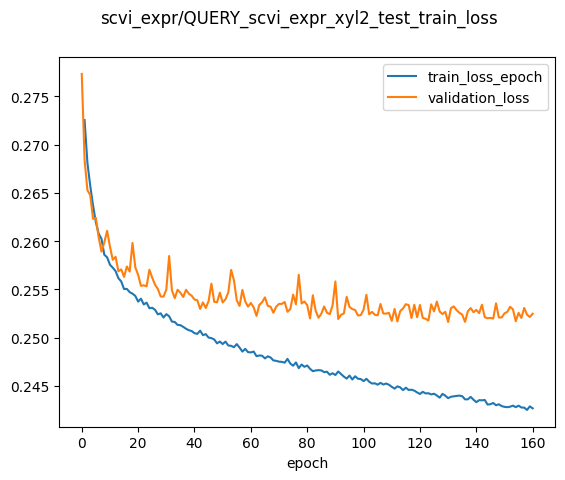 scvi_expr/QUERY_scvi_expr_xyl2_test_train_loss
train_loss_epoch
validation_loss
0.275
0.270
0.265
0.260
0.255
0.250
0.245
0 20 40 60 80 100 120 140 160
epoch